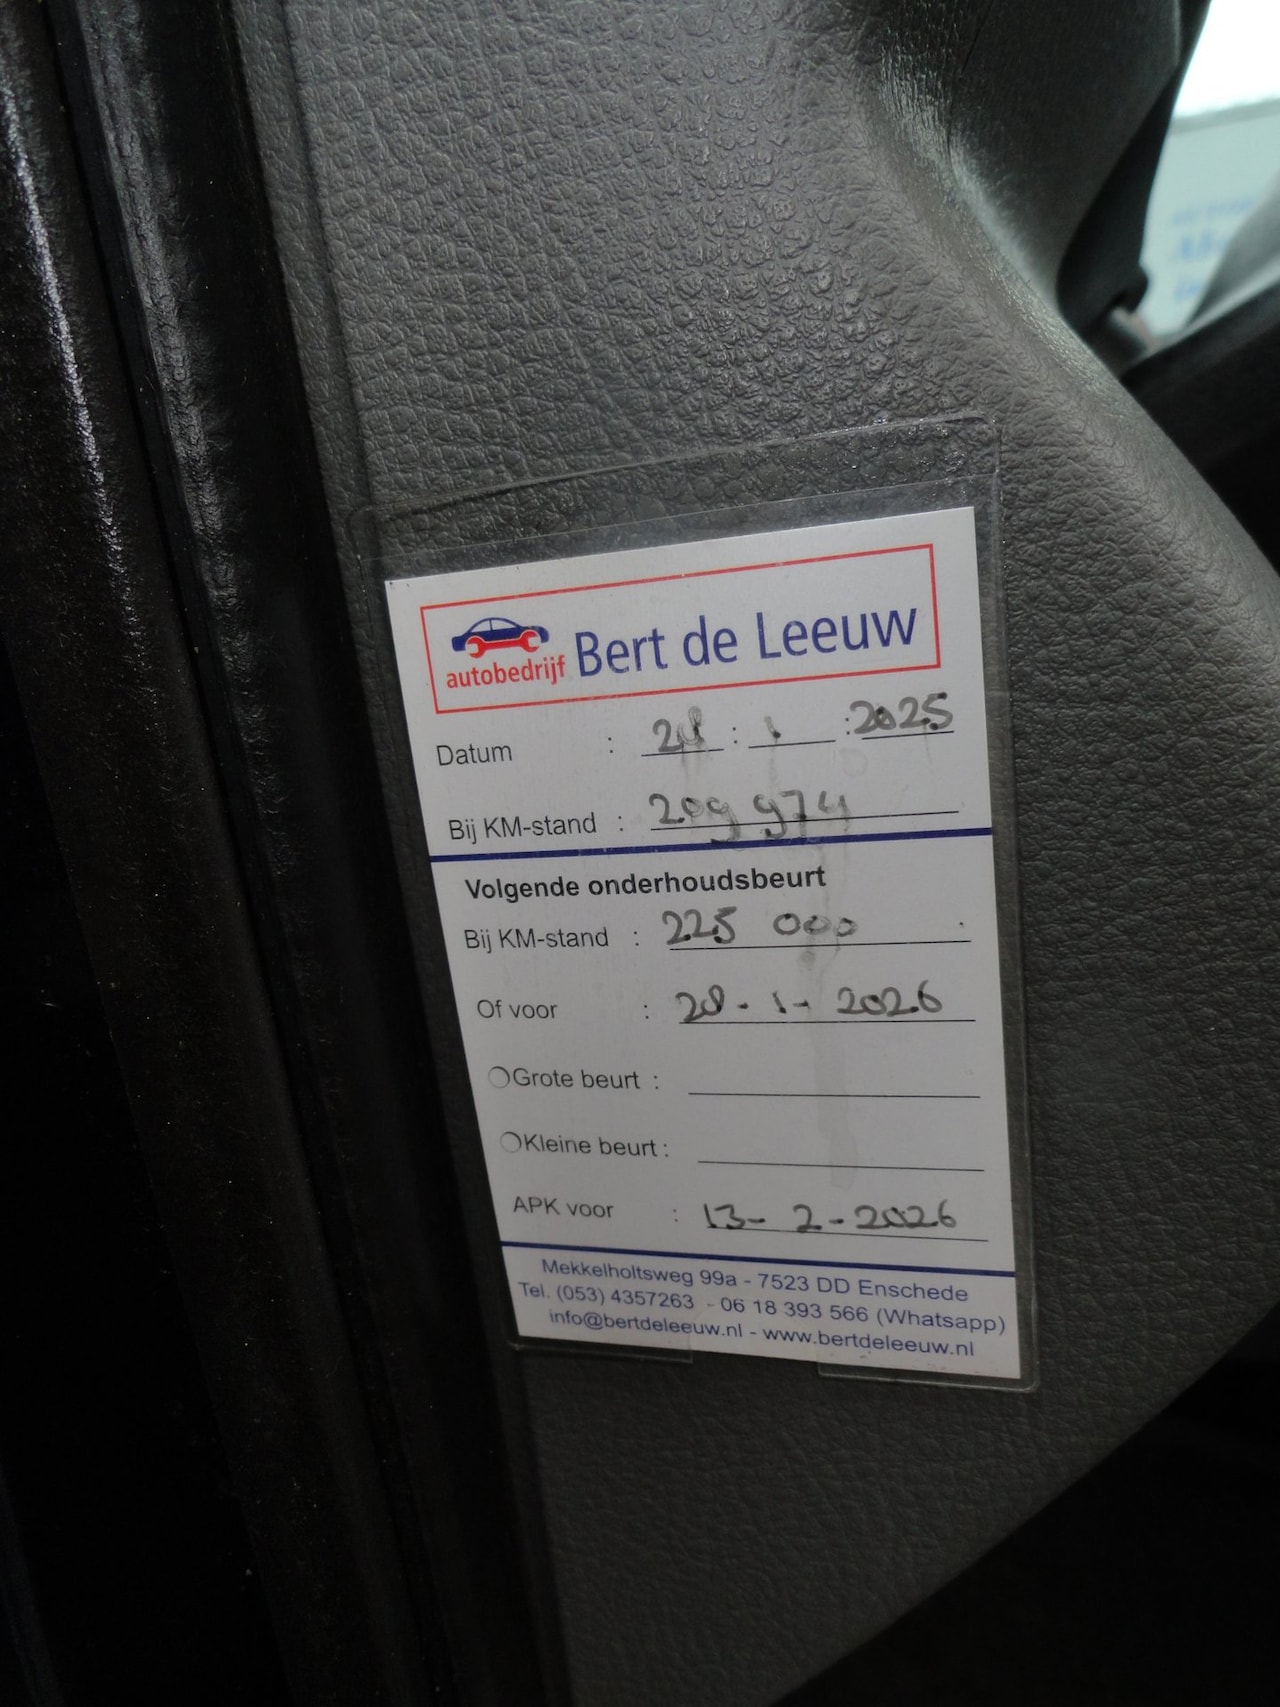 autobedrijf Bert de Leeuw
Datum : 28 : 1 : 2025
Bij KM-stand : 209 974
Volgende onderhoudsbeurt
Bij KM-stand : 225 000
Of voor : 28-1-2026
Grote beurt :
Kleine beurt :
APK voor : 13-2-2026
Mekkelholtsweg 99a - 7523 DD Enschede
Tel. (053) 4357263 - 06 18 393 566 (Whatsapp)
info@bertdeleeuw.nl - www.bertdeleeuw.nl